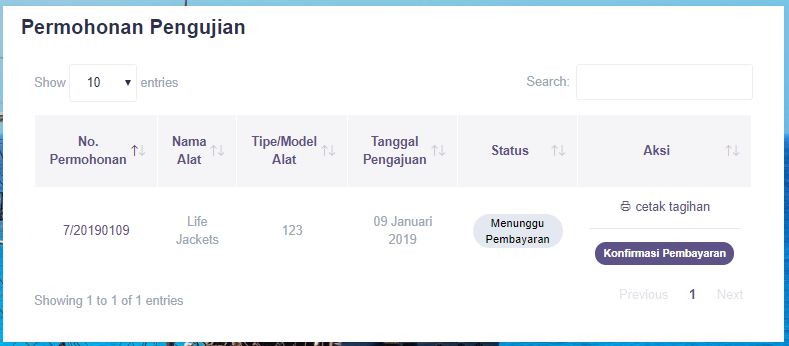 Permohonan Pengujian
Show 10 entries
Search:
No. Permohonan
Nama Alat
Tipe/Model Alat
Tanggal Pengajuan
Status
Aksi
7/20190109
Life Jackets
123
09 Januari 2019
Menunggu Pembayaran
cetak tagihan
Konfirmasi Pembayaran
Showing 1 to 1 of 1 entries
Previous 1 Next